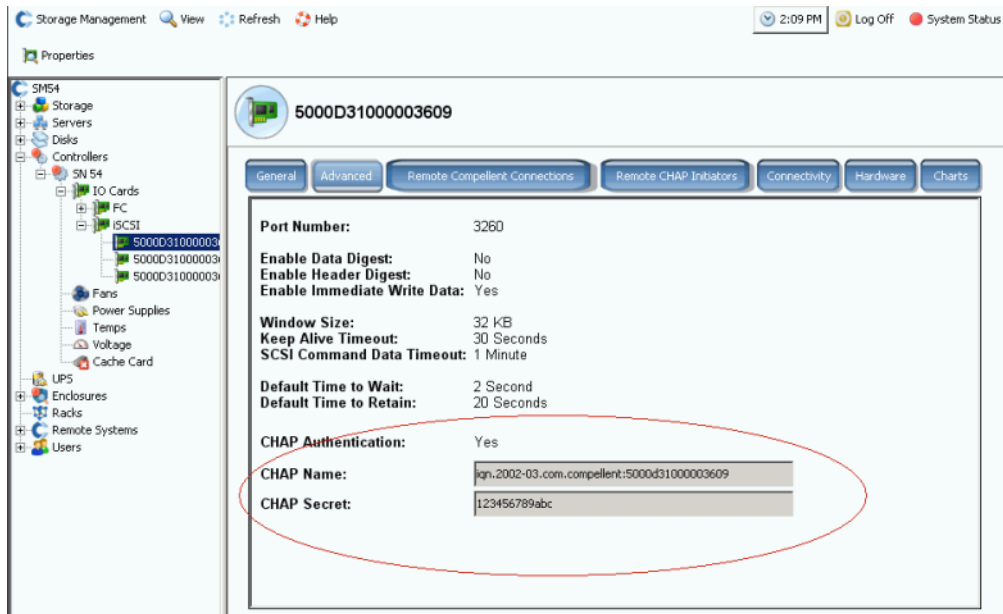 Storage Management View Refresh Help 2:09 PM Log Off System Status
Properties
SM54
Storage
Servers
Disks
Controllers
SN 54
IO Cards
FC
iSCSI
5000D31000003
5000D31000003
5000D31000003
Fans
Power Supplies
Temps
Voltage
Cache Card
UPS
Enclosures
Racks
Remote Systems
Users
5000D31000003609
General Advanced Remote Compellent Connections Remote CHAP Initiators Connectivity Hardware Charts
Port Number: 3260
Enable Data Digest: No
Enable Header Digest: No
Enable Immediate Write Data: Yes
Window Size: 32 KB
Keep Alive Timeout: 30 Seconds
SCSI Command Data Timeout: 1 Minute
Default Time to Wait: 2 Second
Default Time to Retain: 20 Seconds
CHAP Authentication: Yes
CHAP Name: iqn.2002-03.com.compellent:5000d31000003609
CHAP Secret: 123456789abc